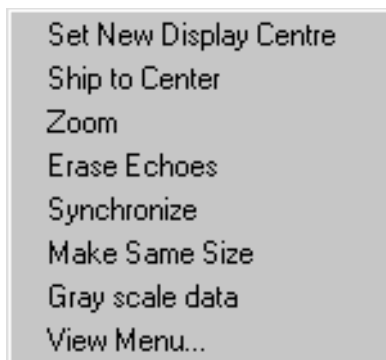 Set New Display Centre
Ship to Center
Zoom
Erase Echoes
Synchronize
Make Same Size
Gray scale data
View Menu...